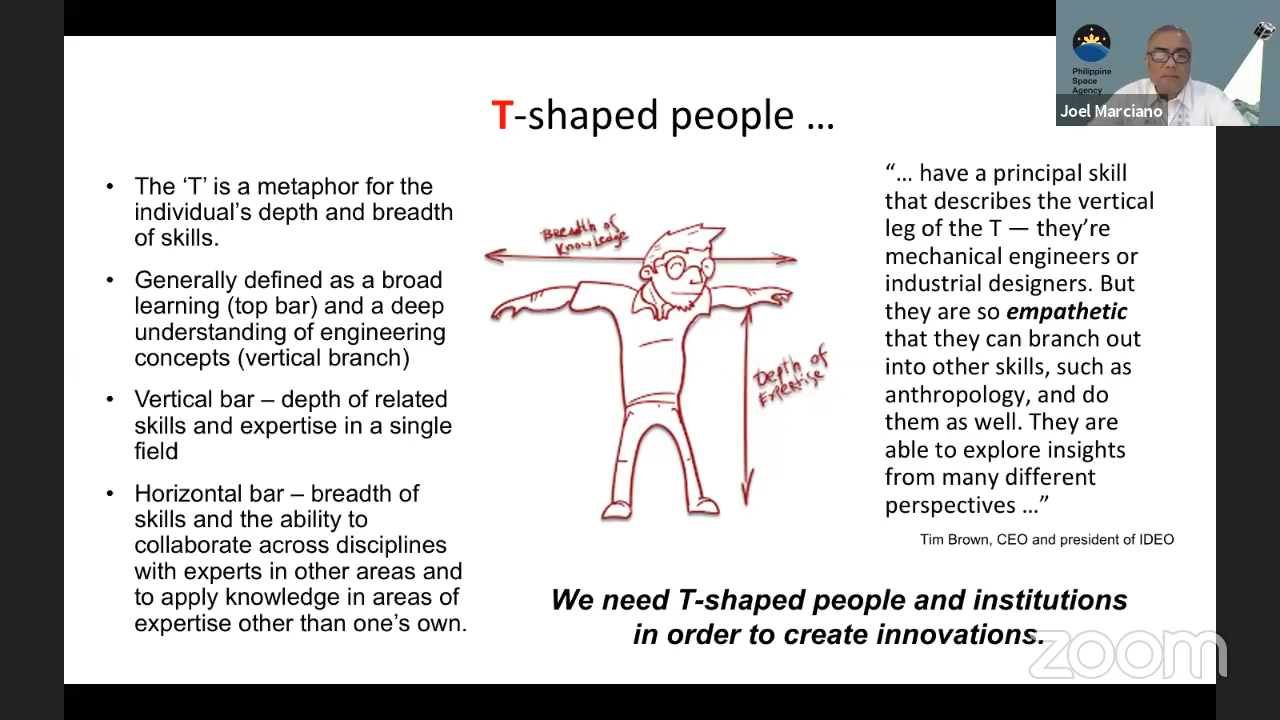 T-shaped people …
• The ‘T’ is a metaphor for the
individual’s depth and breadth
of skills.
• Generally defined as a broad
learning (top bar) and a deep
understanding of engineering
concepts (vertical branch)
• Vertical bar – depth of related
skills and expertise in a single
field
• Horizontal bar – breadth of
skills and the ability to
collaborate across disciplines
with experts in other areas and
to apply knowledge in areas of
expertise other than one’s own.
Breadth of
Knowledge
Depth of
Expertise
“… have a principal skill
that describes the vertical
leg of the T — they’re
mechanical engineers or
industrial designers. But
they are so empathetic
that they can branch out
into other skills, such as
anthropology, and do
them as well. They are
able to explore insights
from many different
perspectives …”
Tim Brown, CEO and president of IDEO
We need T-shaped people and institutions
in order to create innovations.
Philippine
Space
Agency
Joel Marciano
zoom